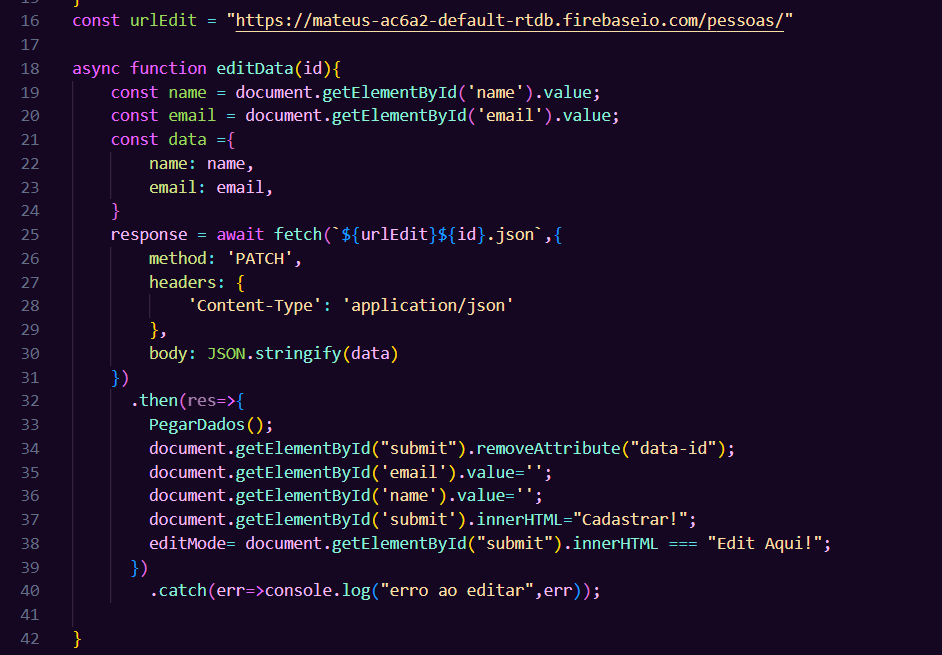 16 const urlEdit = "https://mateus-ac6a2-default-rtdb.firebaseio.com/pessoas/"
17
18 async function editData(id){
19     const name = document.getElementById('name').value;
20     const email = document.getElementById('email').value;
21     const data ={
22         name: name,
23         email: email,
24     }
25     response = await fetch(`${urlEdit}${id}.json`,{
26         method: 'PATCH',
27         headers: {
28             'Content-Type': 'application/json'
29         },
30         body: JSON.stringify(data)
31     })
32       .then(res=>{
33         PegarDados();
34         document.getElementById("submit").removeAttribute("data-id");
35         document.getElementById('email').value='';
36         document.getElementById('name').value='';
37         document.getElementById('submit').innerHTML="Cadastrar!";
38         editMode= document.getElementById("submit").innerHTML === "Edit Aqui!";
39       })
40         .catch(err=>console.log("erro ao editar",err));
41
42 }